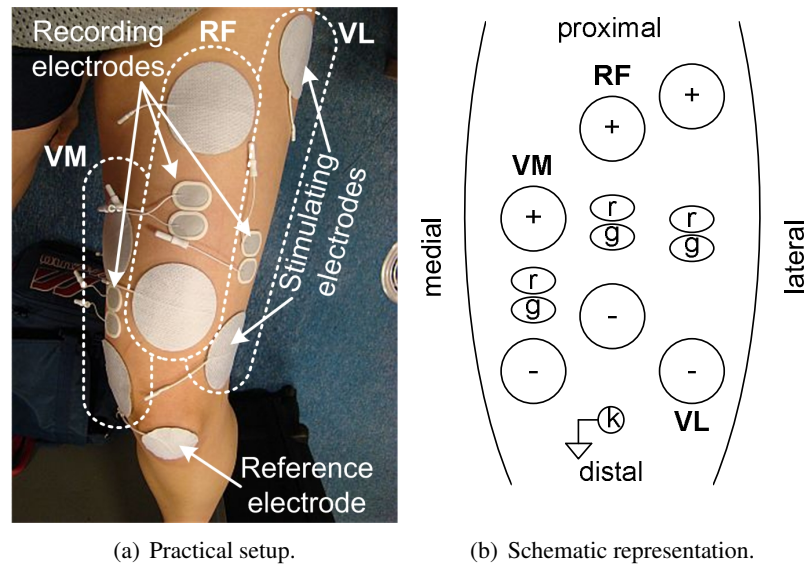 Recording
electrodes
RF
VL
VM
Stimulating
electrodes
Reference
electrode
(a) Practical setup.
proximal
RF
+
+
VM
+
r
g
r
g
r
g
medial
lateral
-
-
-
VL
k
distal
(b) Schematic representation.